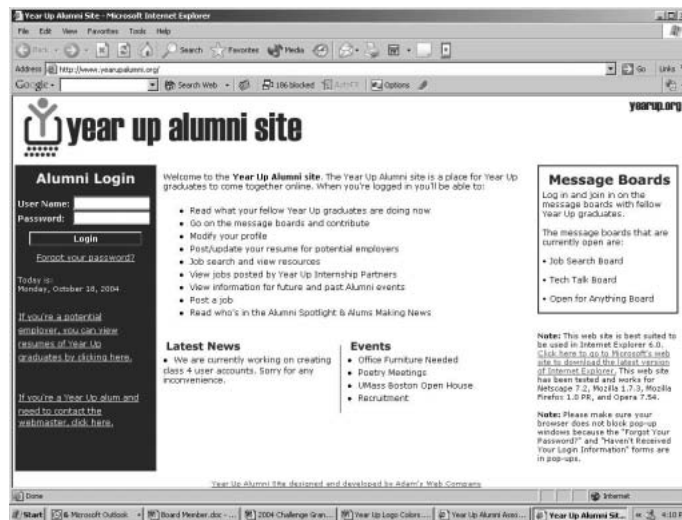 Year Up Alumni Site - Microsoft Internet Explorer
File Edit View Favorites Tools Help
Back Search Favorites Media
Address http://www.yearupalumni.org/ Go Links
Google Search Web 186 blocked AutoFill Options
year up alumni site
yearup.org
Alumni Login
User Name:
Password:
Login
Forgot your password?
Today is:
Monday, October 18, 2004
If you're a potential
employer, you can view
resumes of Year Up
graduates by clicking here.
If you're a Year Up alum and
need to contact the
webmaster, click here.
Welcome to the Year Up Alumni site. The Year Up Alumni site is a place for Year Up
graduates to come together online. When you're logged in you'll be able to:
• Read what your fellow Year Up graduates are doing now
• Go on the message boards and contribute
• Modify your profile
• Post/update your resume for potential employers
• Job search and view resources
• View jobs posted by Year Up Internship Partners
• View information for future and past Alumni events
• Post a job
• Read who's in the Alumni Spotlight & Alums Making News
Latest News
• We are currently working on creating
class 4 user accounts. Sorry for any
inconvenience.
Events
• Office Furniture Needed
• Poetry Meetings
• UMass Boston Open House
• Recruitment
Message Boards
Log in and join in on the
message boards with fellow
Year Up graduates.
The message boards that are
currently open are:
• Job Search Board
• Tech Talk Board
• Open for Anything Board
Note: This web site is best suited to
be used in Internet Explorer 6.0.
Click here to go to Microsoft's web
site to download the latest version
of Internet Explorer. This web site
has been tested and works for
Netscape 7.2, Mozilla 1.7.3, Mozilla
Firefox 1.0 PR, and Opera 7.54.
Note: Please make sure your
browser does not block pop-up
windows because the "Forgot Your
Password?" and "Haven't Received
Your Login Information" forms are
in pop-ups.
Year Up Alumni Site designed and developed by Adam's Web Company
Done Internet
Start 6 Microsoft Outlook Board Member.doc -... 2004 Challenge Gran... Year Up Logo Colors.... Year Up Alumni Asso... Year Up Alumni Sit... 4:10 P